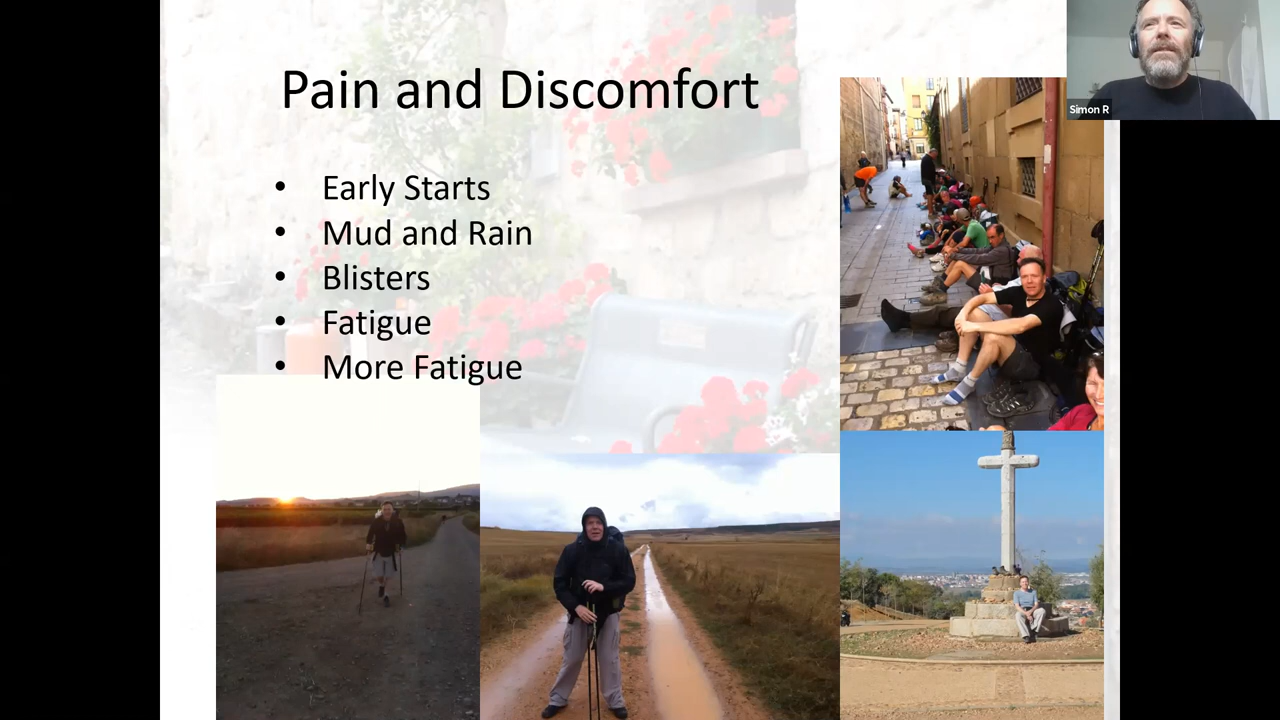 Pain and Discomfort
Simon R
• Early Starts
• Mud and Rain
• Blisters
• Fatigue
• More Fatigue